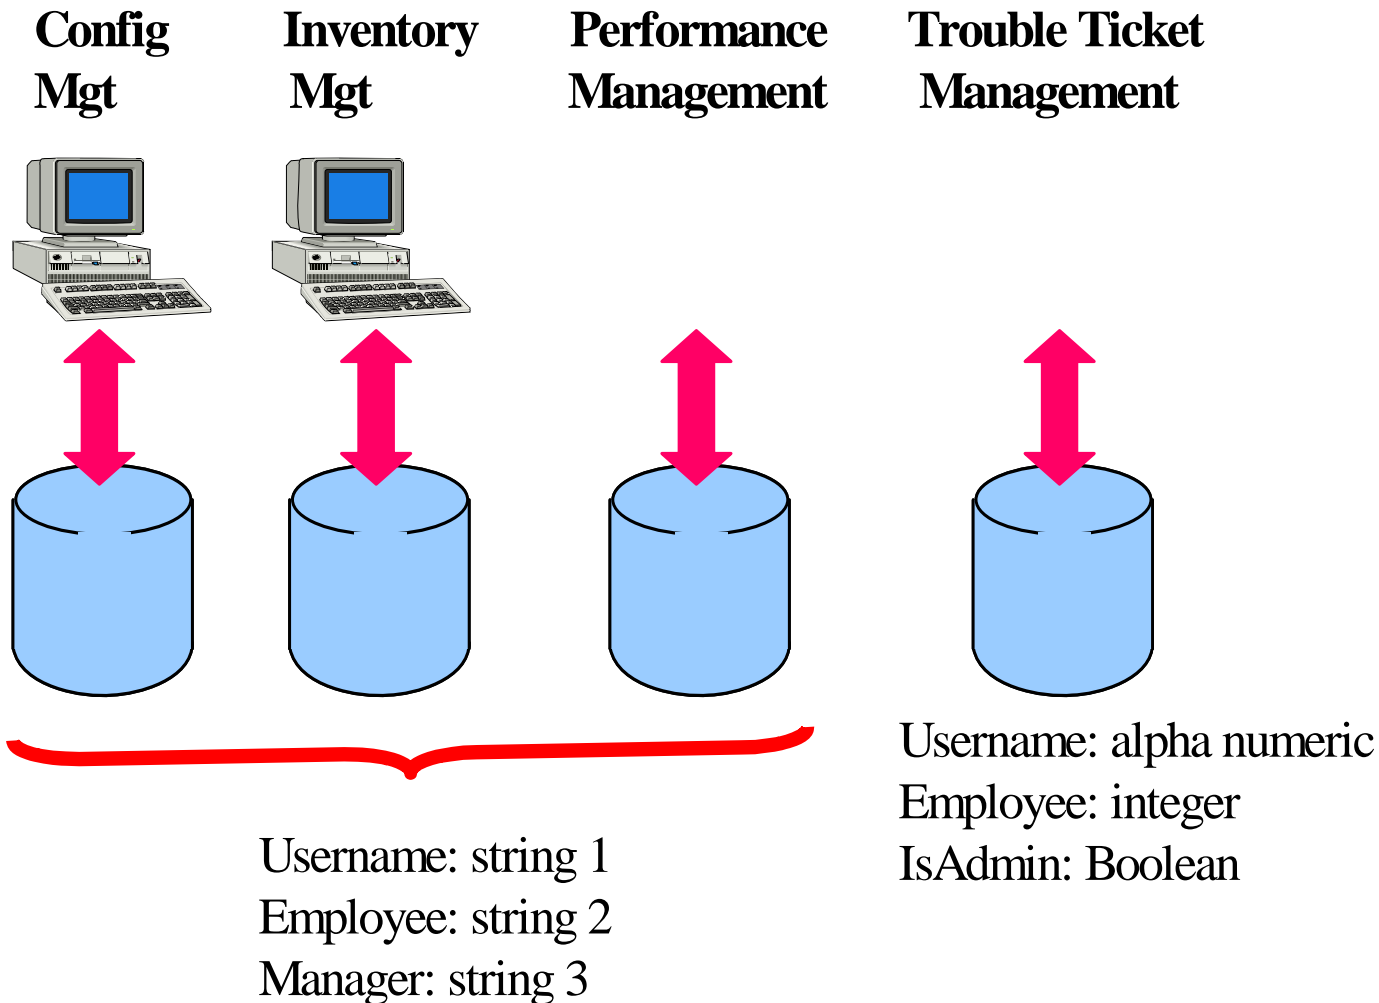 Config
Mgt
Inventory
Mgt
Performance
Management
Trouble Ticket
Management
Username: string 1
Employee: string 2
Manager: string 3
Username: alpha numeric
Employee: integer
IsAdmin: Boolean